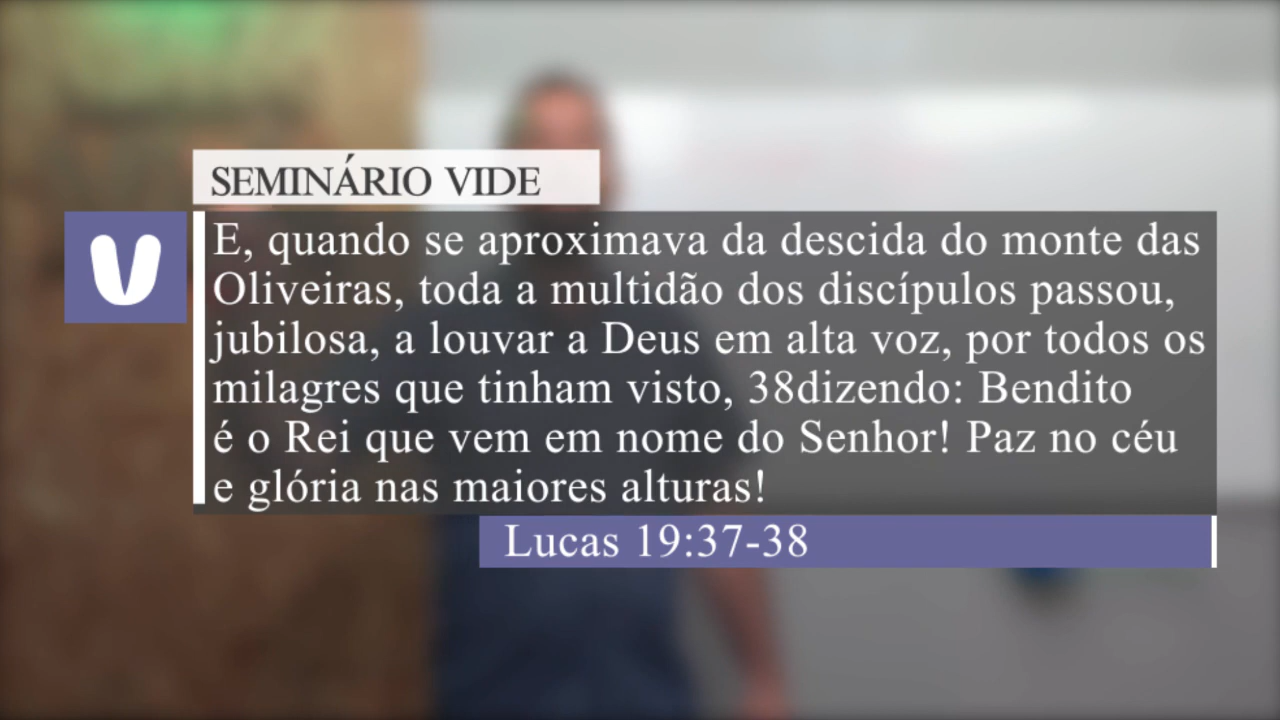 SEMINÁRIO VIDE
E, quando se aproximava da descida do monte das
Oliveiras, toda a multidão dos discípulos passou,
jubilosa, a louvar a Deus em alta voz, por todos os
milagres que tinham visto, 38dizendo: Bendito
é o Rei que vem em nome do Senhor! Paz no céu
e glória nas maiores alturas!
Lucas 19:37-38